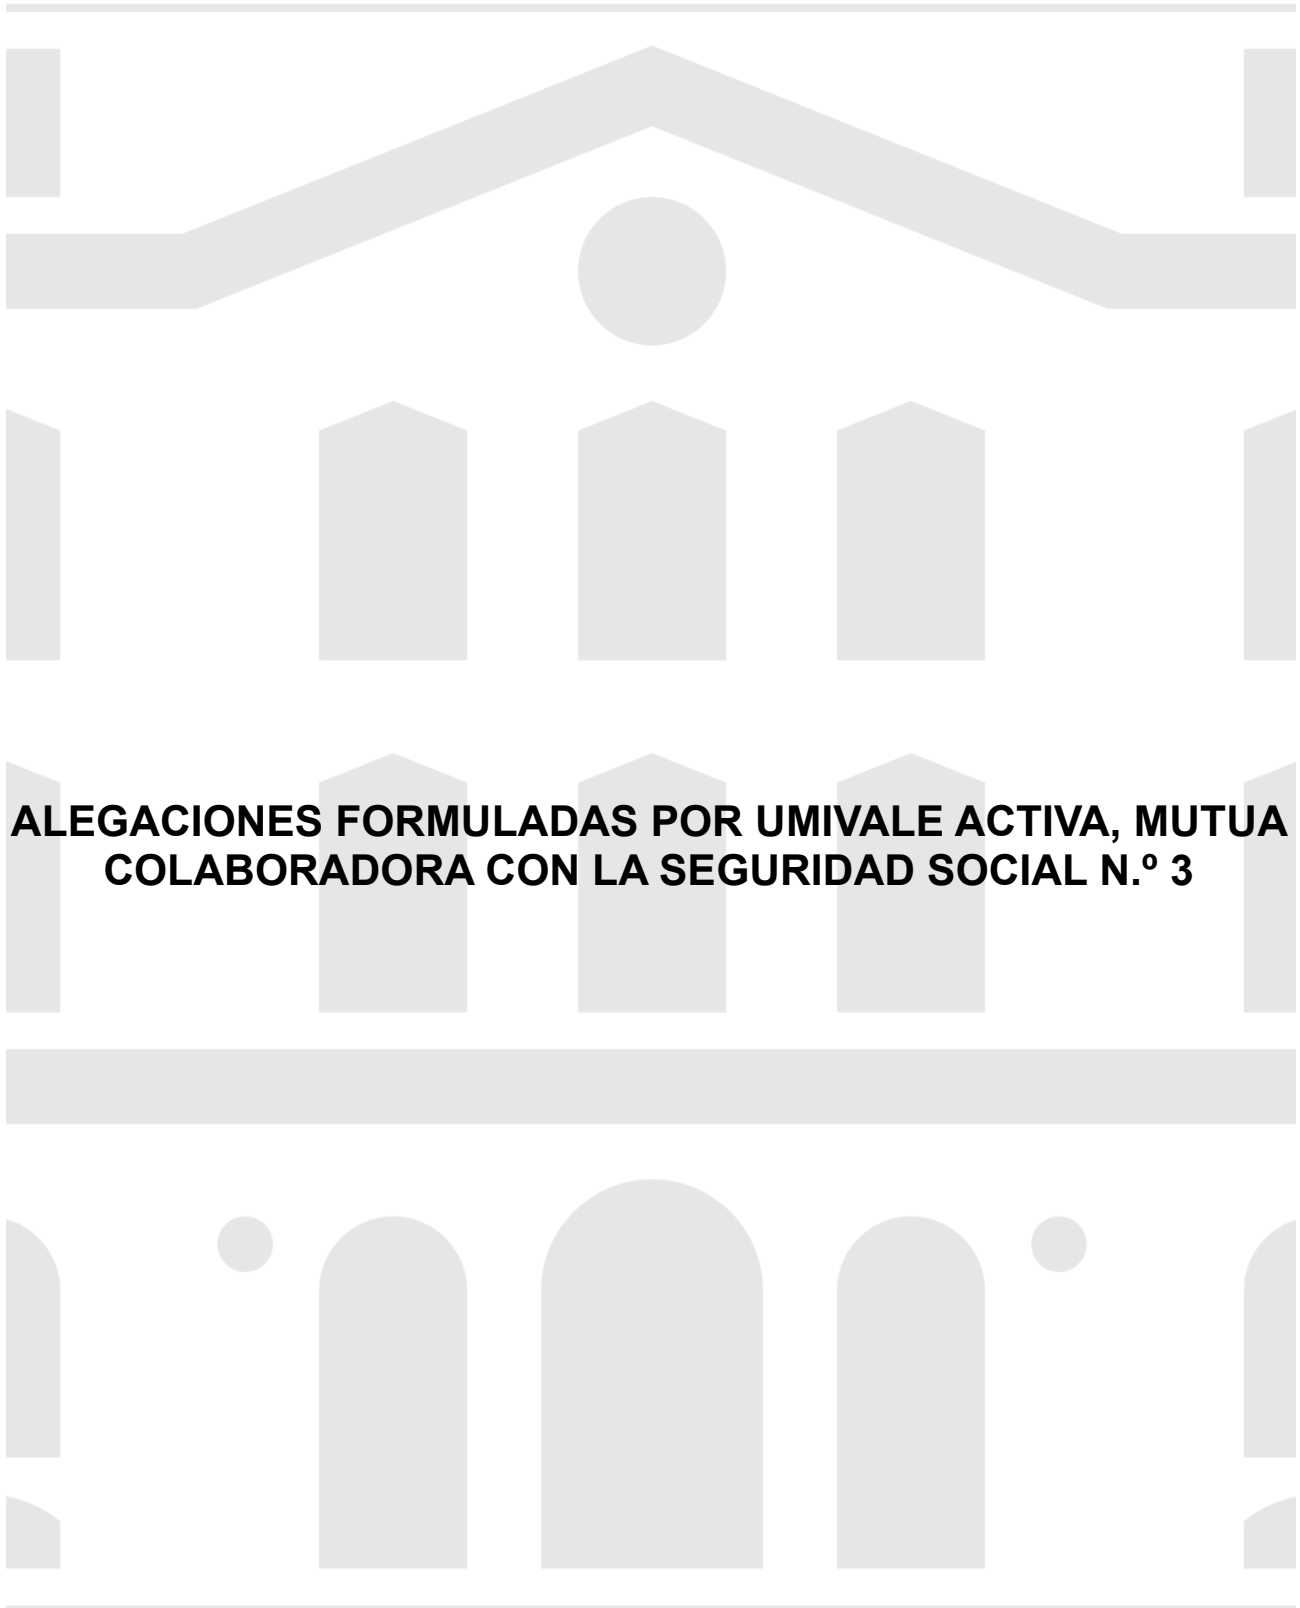 ALEGACIONES FORMULADAS POR UMIVALE ACTIVA, MUTUA
COLABORADORA CON LA SEGURIDAD SOCIAL N.º 3